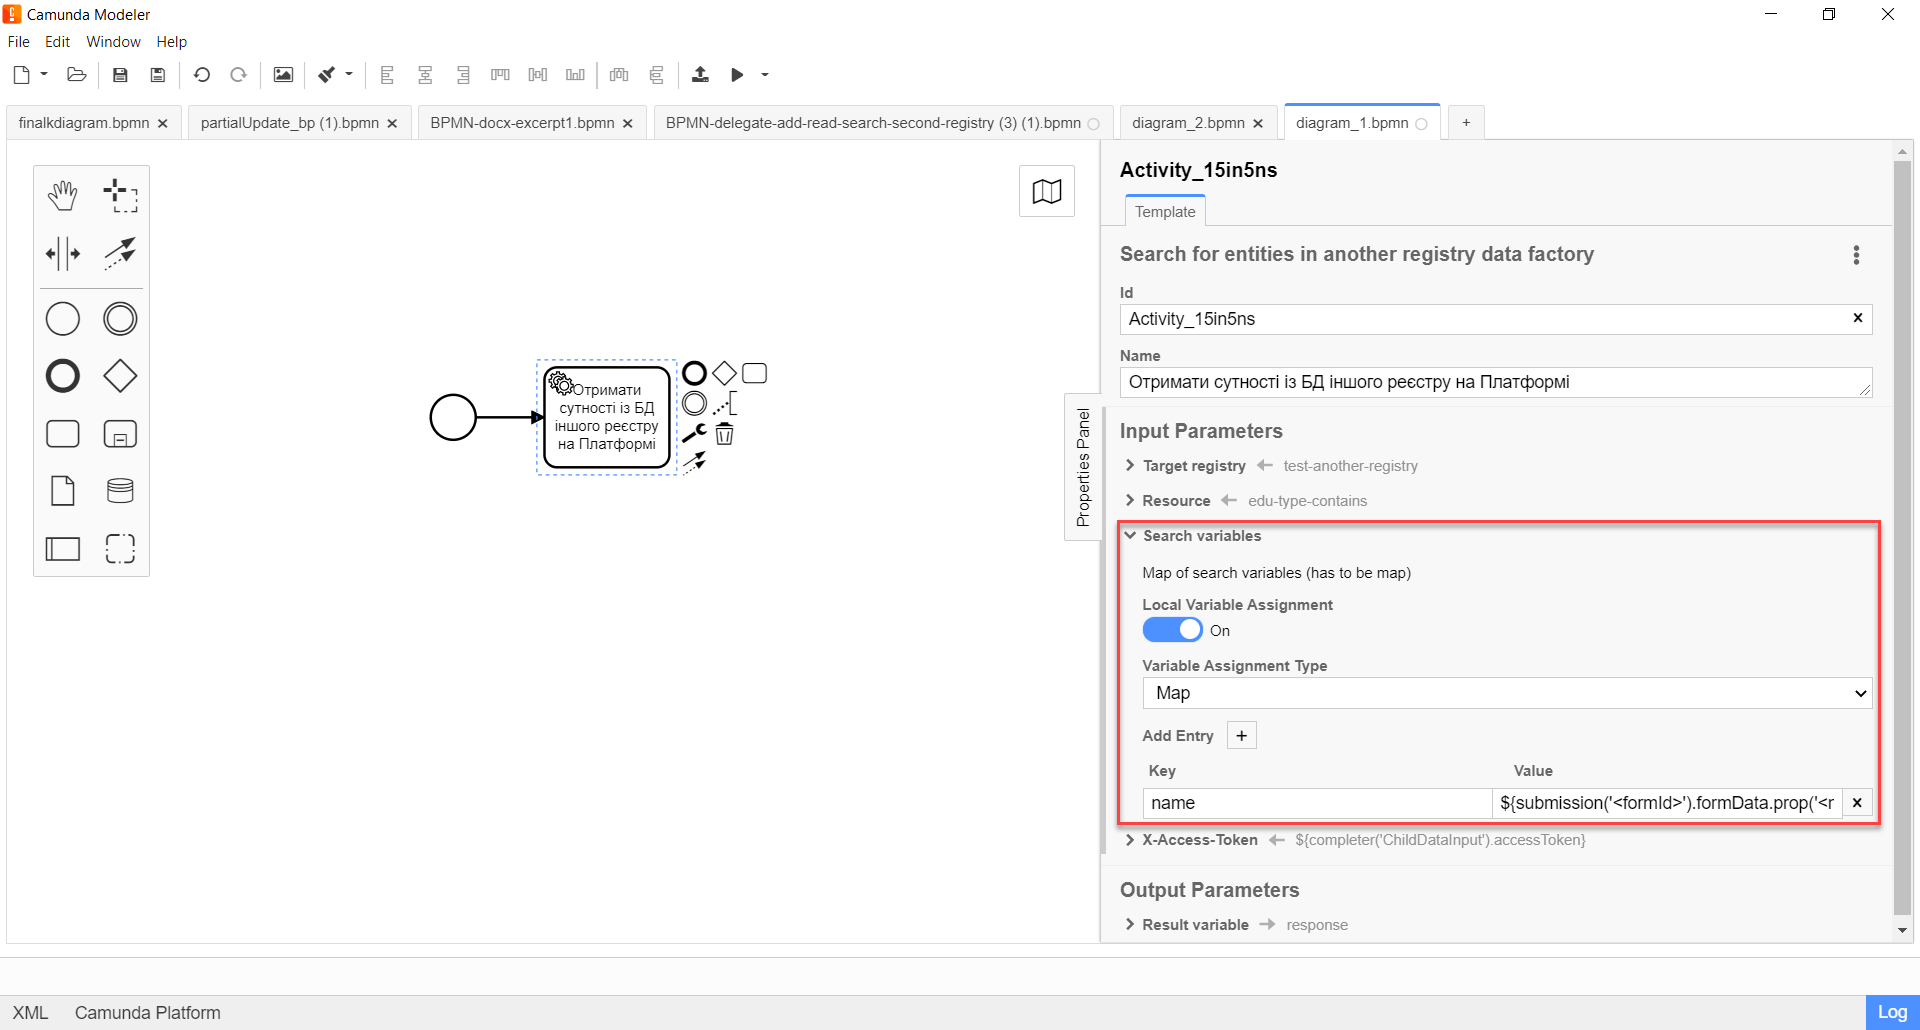 Camunda Modeler
File Edit Window Help
finalkdiagram.bpmn
partialUpdate_bp (1).bpmn
BPMN-docx-excerpt1.bpmn
BPMN-delegate-add-read-search-second-registry (3) (1).bpmn
diagram_2.bpmn
diagram_1.bpmn
+
Отримати
сутності із БД
іншого реєстру
на Платформі
Properties Panel
Activity_15in5ns
Template
Search for entities in another registry data factory
Id
Activity_15in5ns
Name
Отримати сутності із БД іншого реєстру на Платформі
Input Parameters
Target registry ← test-another-registry
Resource ← edu-type-contains
Search variables
Map of search variables (has to be map)
Local Variable Assignment
On
Variable Assignment Type
Map
Add Entry +
Key Value
name ${submission('<formId>').formData.prop('<r
X-Access-Token ← ${completer('ChildDataInput').accessToken}
Output Parameters
Result variable → response
XML Camunda Platform Log